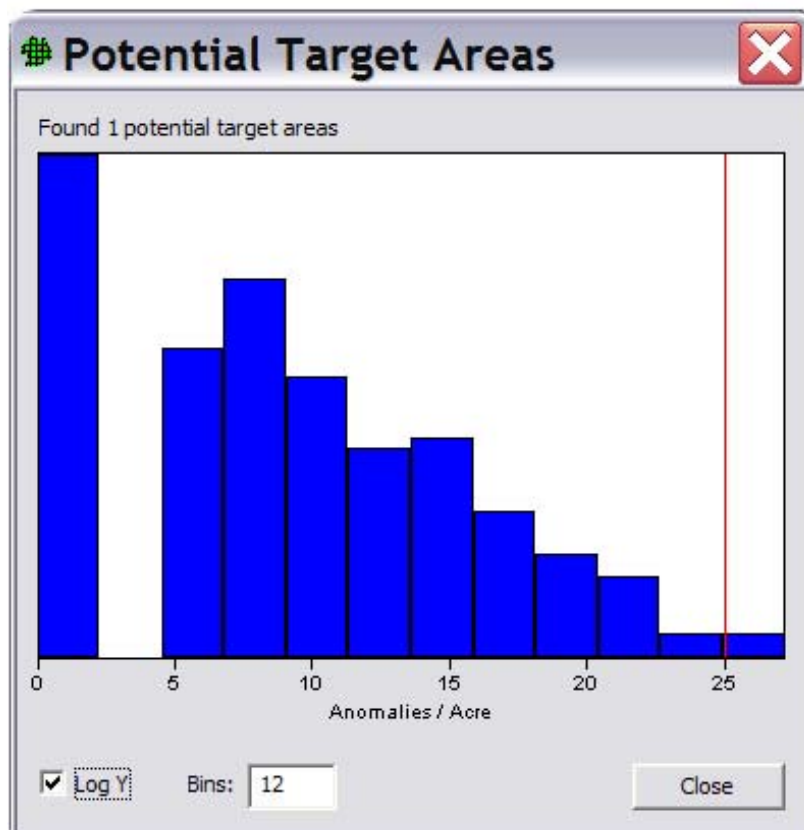 Potential Target Areas
Found 1 potential target areas
0 5 10 15 20 25
Anomalies / Acre
Log Y Bins: 12 Close